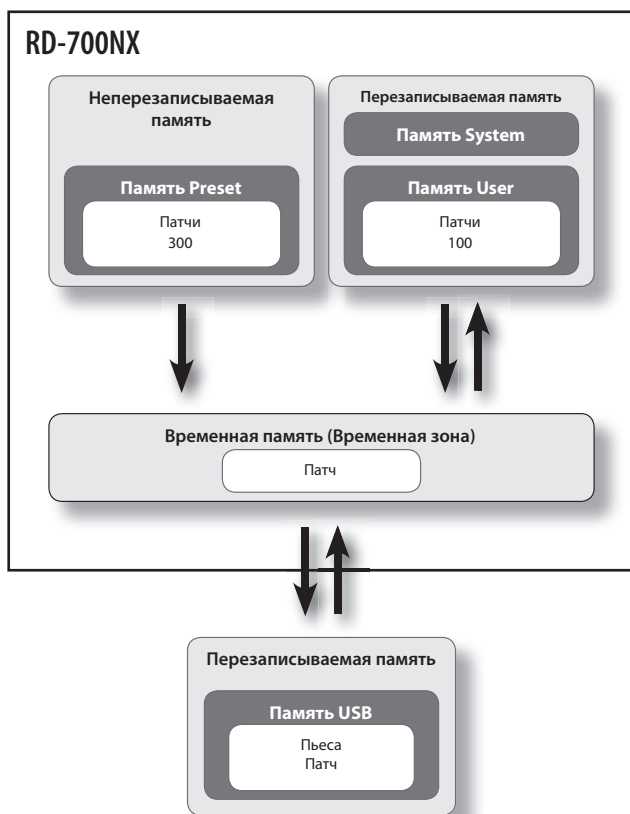 RD-700NX
Неперезаписываемая
память
Память Preset
Патчи
300
Перезаписываемая память
Память System
Память User
Патчи
100
Временная память (Временная зона)
Патч
Перезаписываемая память
Память USB
Пьеса
Патч